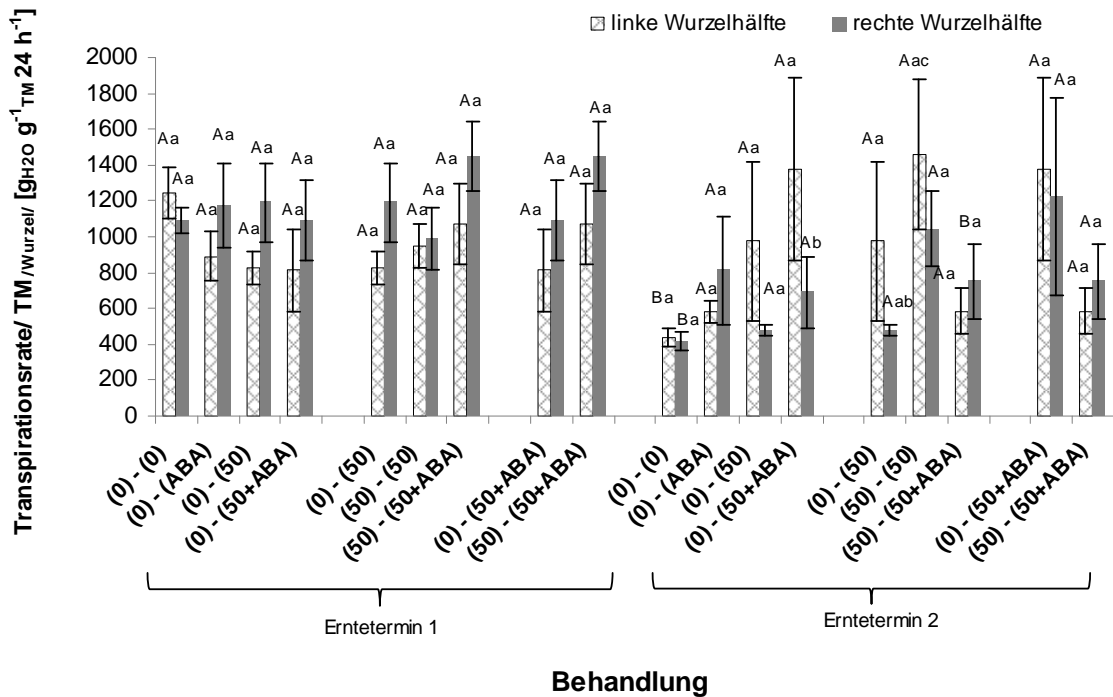 linke Wurzelhälfte rechte Wurzelhälfte
Transpirationsrate/ TM /Wurzel/ [gH2O g-1TM 24 h-1]
2000
1800
1600
1400
1200
1000
800
600
400
200
0
Aa Aa Aa Aa Aa Aa Aa Aa
Aa Aa Aa Aa Aa Aa
Aa Aa Aa Aa
Ba Ba Aa Aa Aa Aa Aa Ab
Aa Aab Aac Aa Aa Ba
Aa Aa Aa Aa
(0) - (0)
(0) - (ABA)
(0) - (50)
(0) - (50+ABA)
(0) - (50)
(50) - (50)
(50) - (50+ABA)
(0) - (50+ABA)
(50) - (50+ABA)
(0) - (0)
(0) - (ABA)
(0) - (50)
(0) - (50+ABA)
(0) - (50)
(50) - (50)
(50) - (50+ABA)
(0) - (50+ABA)
(50) - (50+ABA)
Erntetermin 1
Erntetermin 2
Behandlung